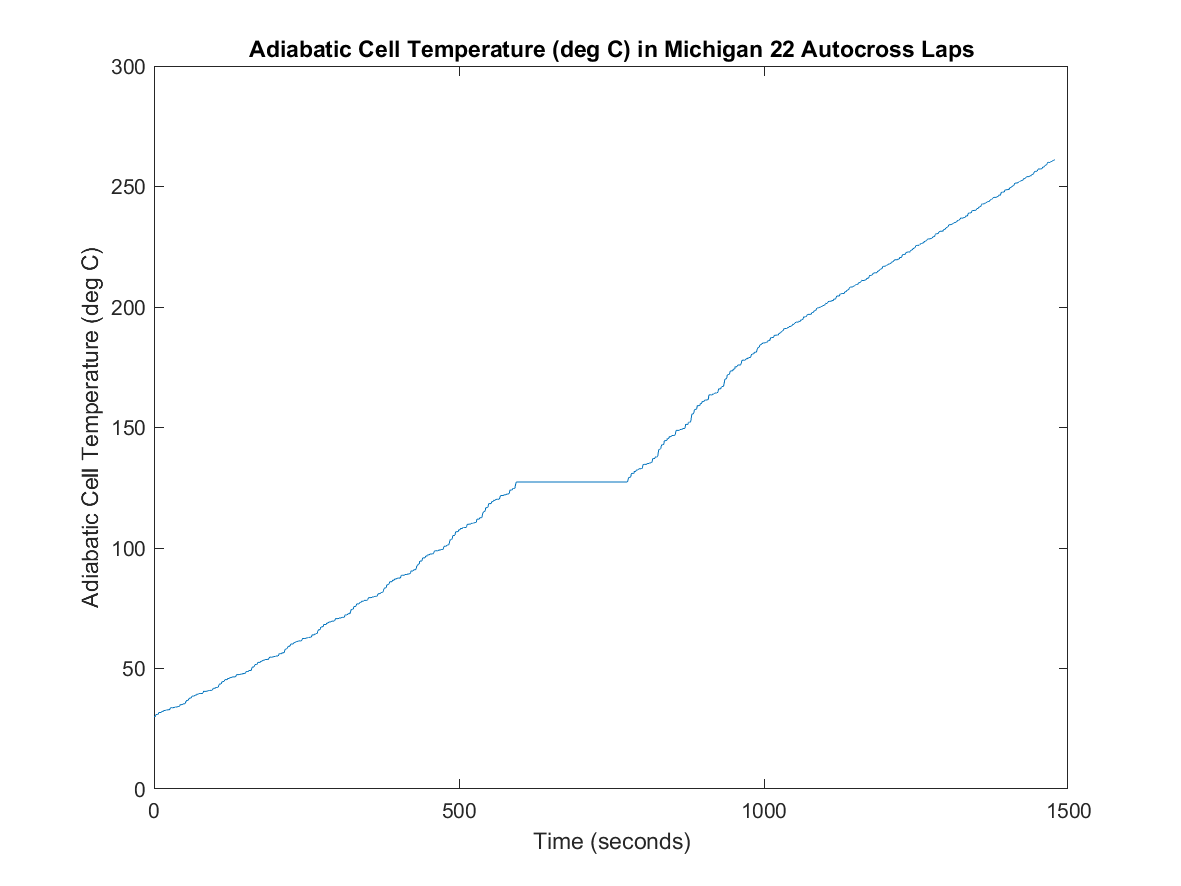 Adiabatic Cell Temperature (deg C) in Michigan 22 Autocross Laps
300
250
200
150
100
50
0
Adiabatic Cell Temperature (deg C)
0 500 1000 1500
Time (seconds)